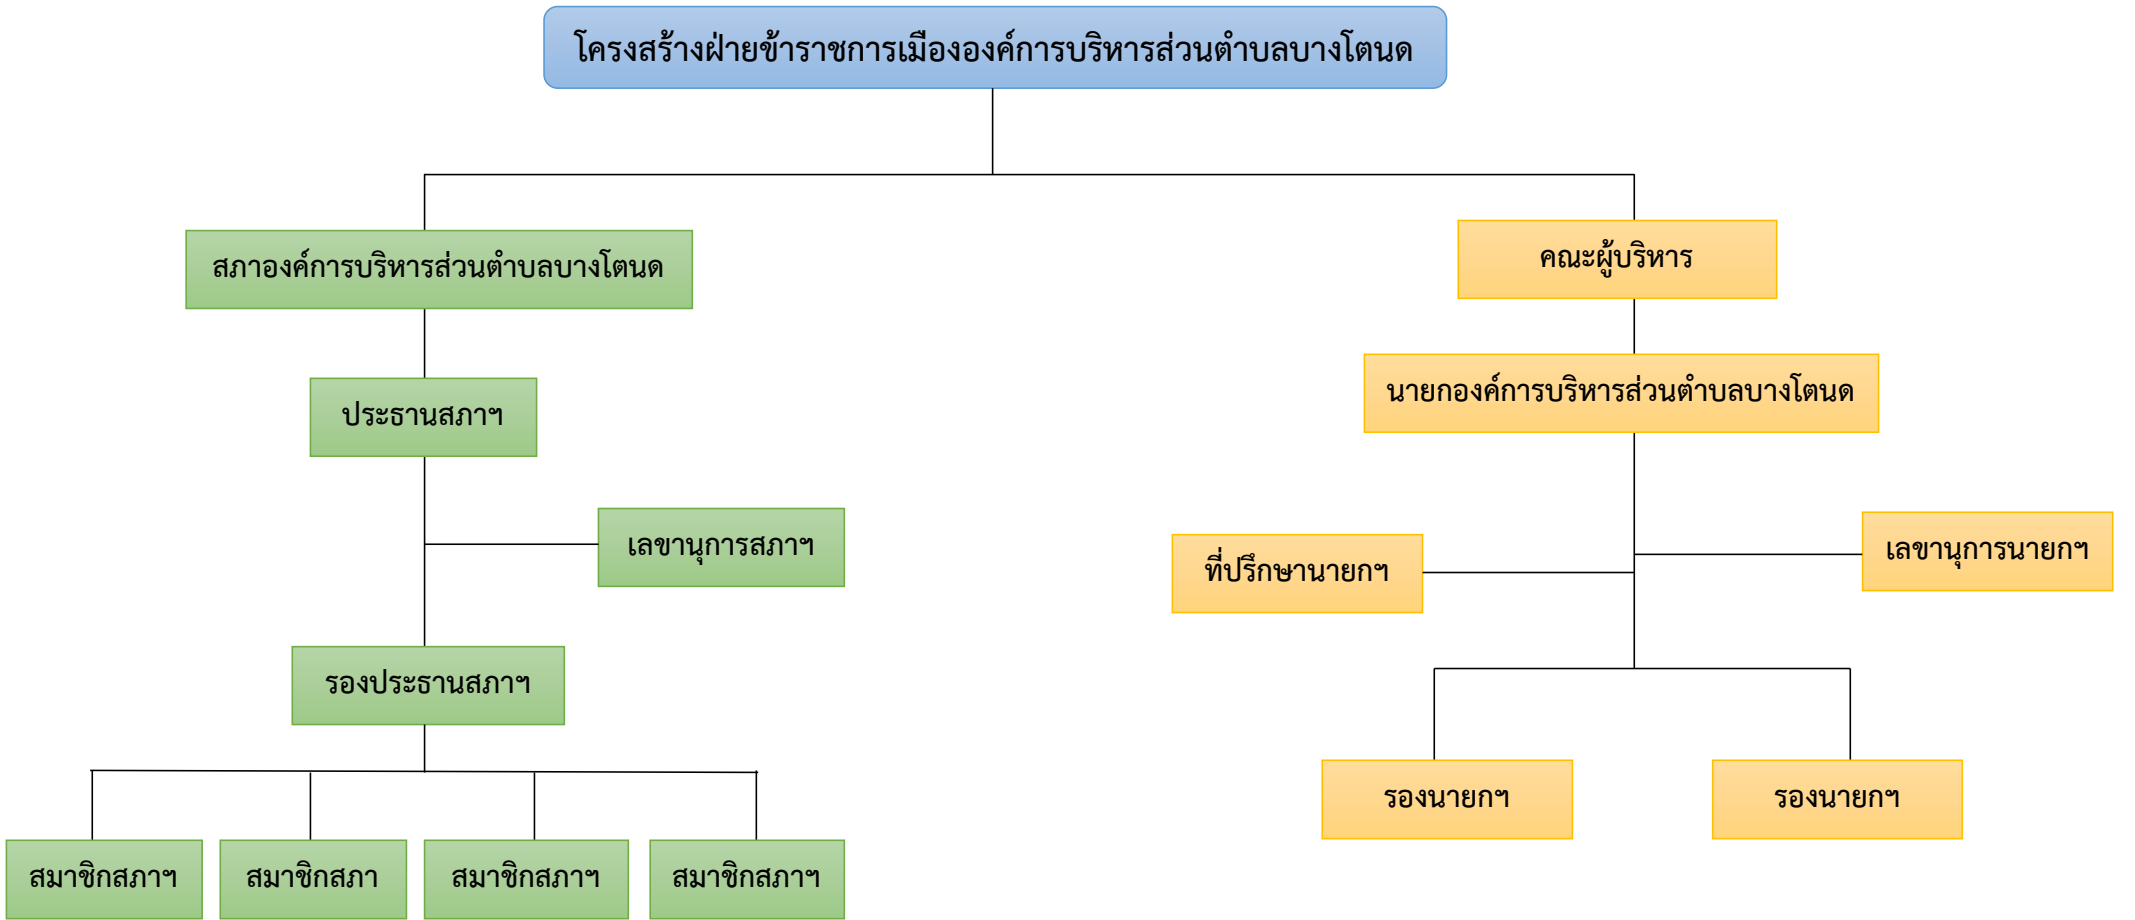 โครงสร้างฝ่ายข้าราชการเมืององค์การบริหารส่วนตำบลบางโตนด
สภาองค์การบริหารส่วนตำบลบางโตนด
คณะผู้บริหาร
ประธานสภาฯ
นายกองค์การบริหารส่วนตำบลบางโตนด
เลขานุการสภาฯ
ที่ปรึกษานายกฯ
เลขานุการนายกฯ
รองประธานสภาฯ
รองนายกฯ
รองนายกฯ
สมาชิกสภาฯ
สมาชิกสภา
สมาชิกสภาฯ
สมาชิกสภาฯ